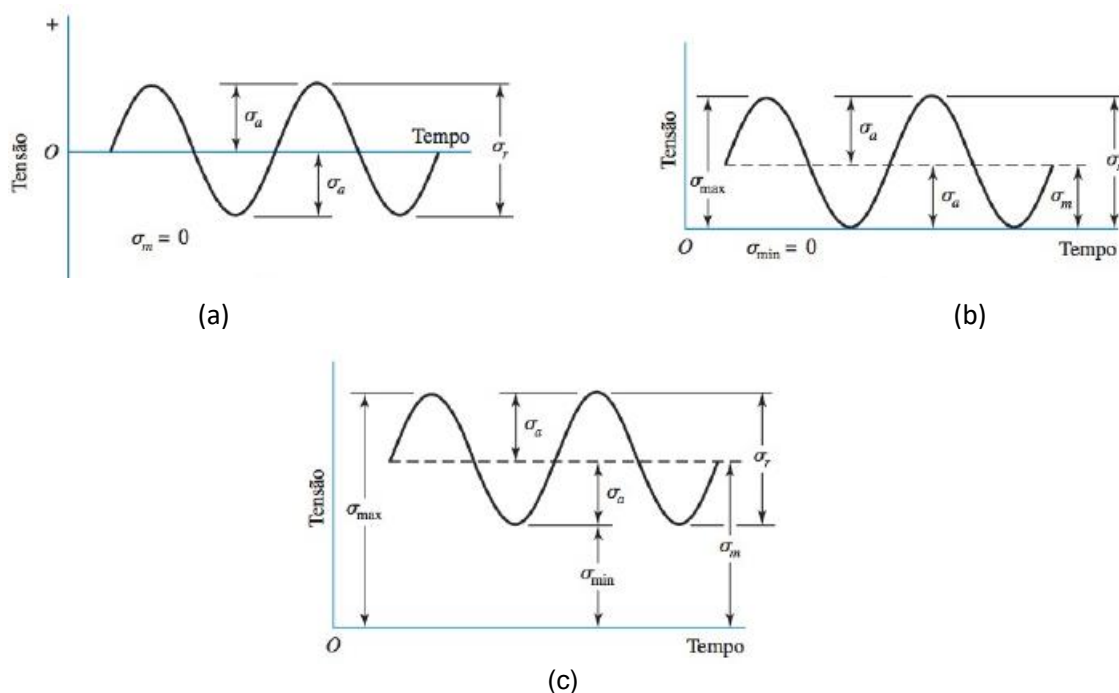 +
O
Tensão
σa
σa
Tempo
σr
σm = 0
(a)
Tensão
σmax
σa
σa
σm
O
σmin = 0
Tempo
(b)
Tensão
σmax
σa
σa
σr
σmin
σm
O
Tempo
(c)